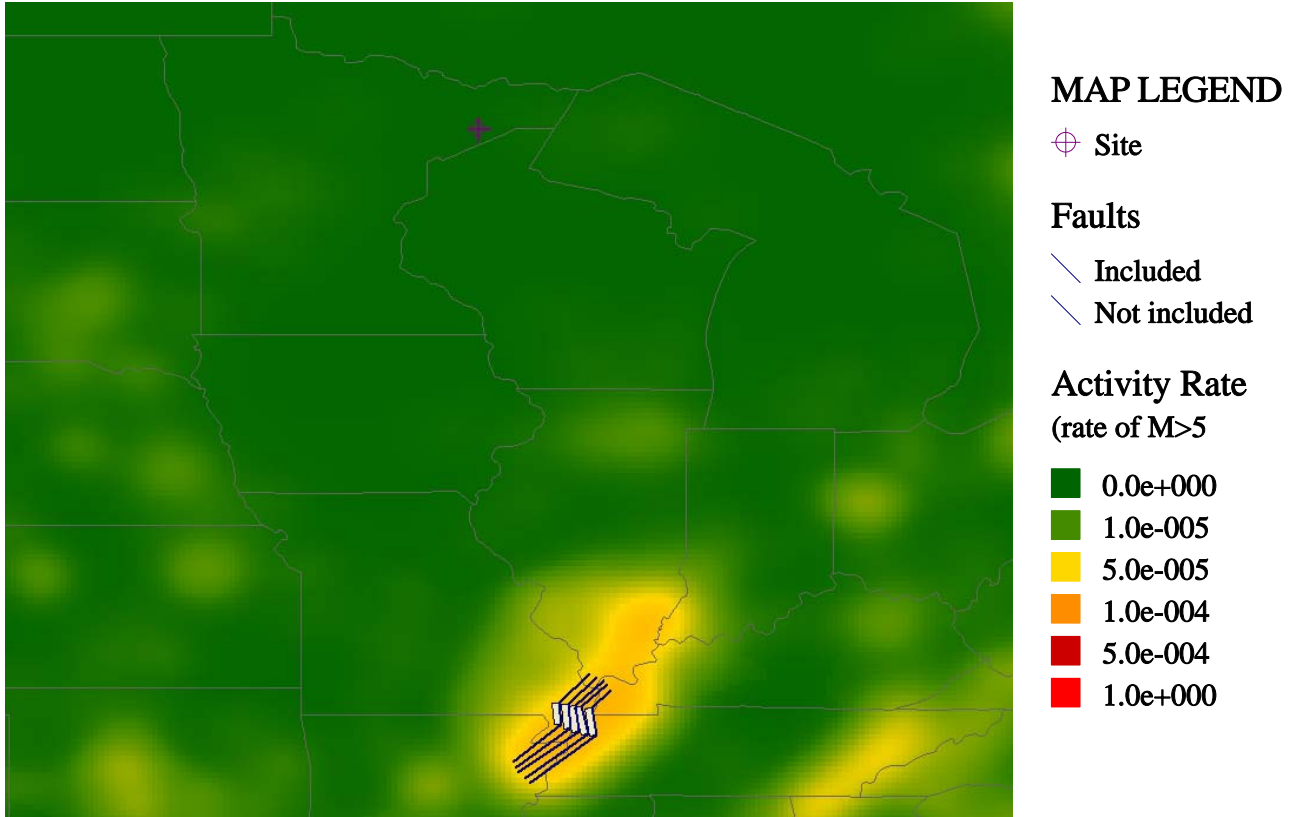 MAP LEGEND
Site
Faults
Included
Not included
Activity Rate
(rate of M>5
0.0e+000
1.0e-005
5.0e-005
1.0e-004
5.0e-004
1.0e+000